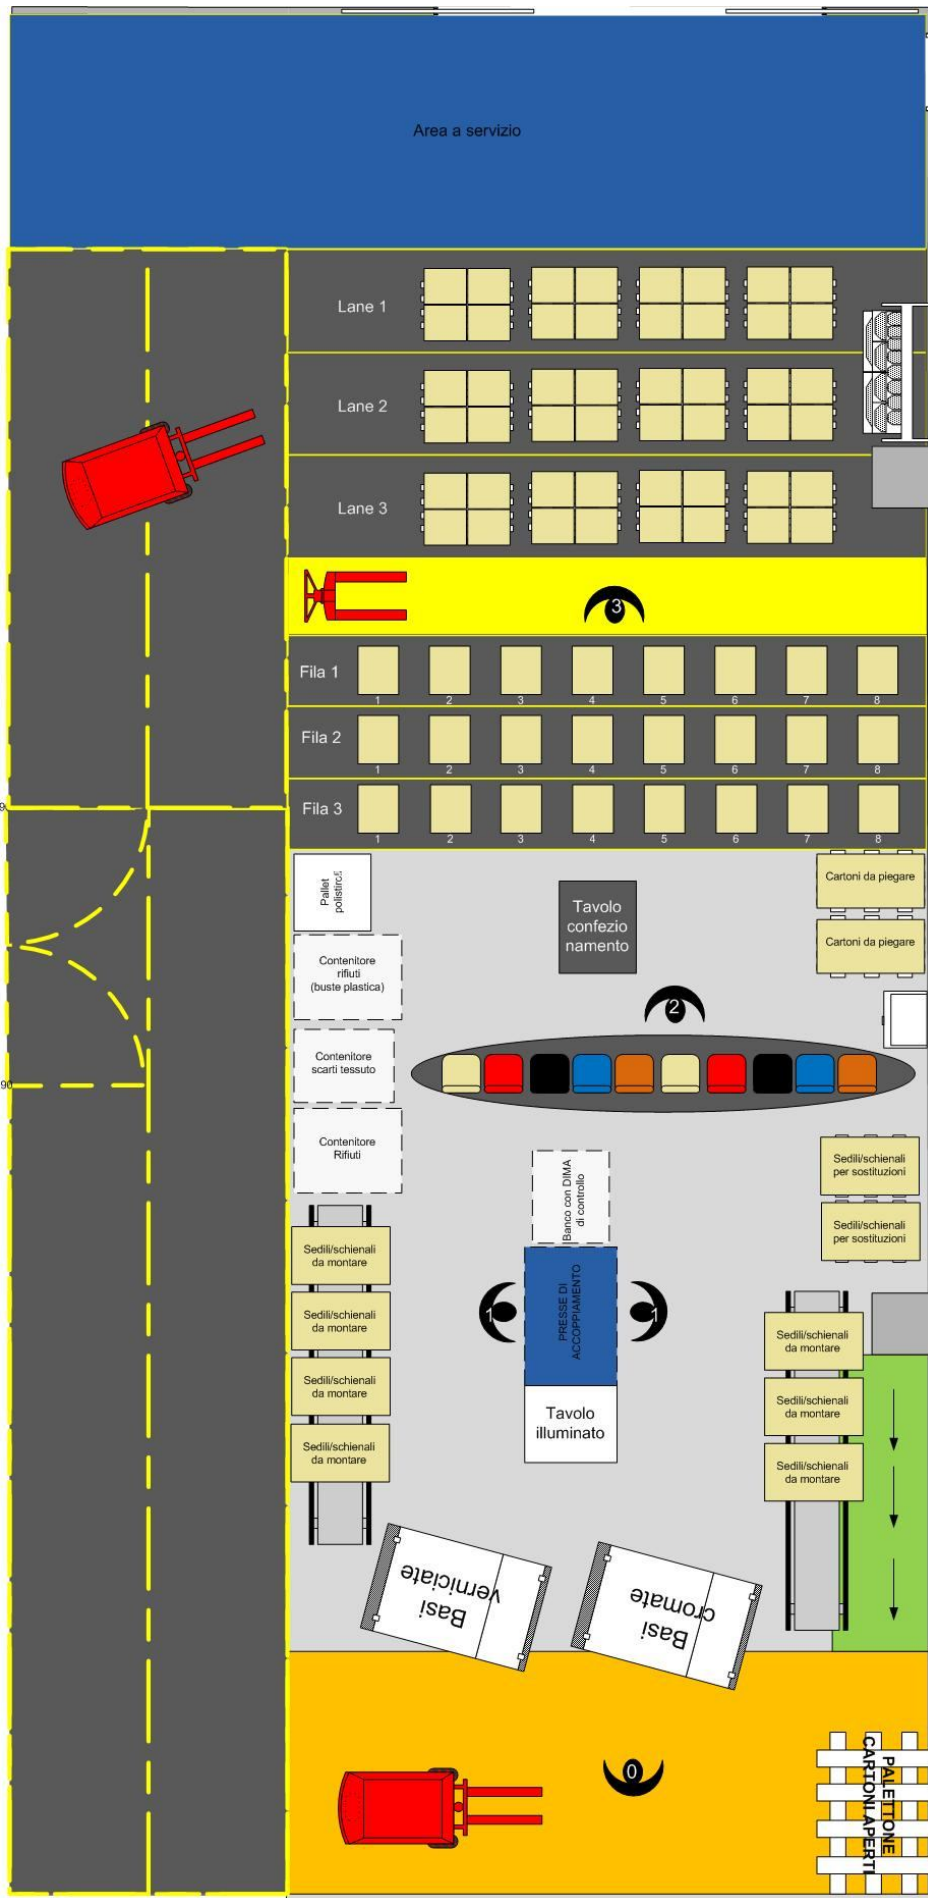 Area a servizio
Lane 1
Lane 2
Lane 3
3
Fila 1
1 2 3 4 5 6 7 8
Fila 2
1 2 3 4 5 6 7 8
Fila 3
1 2 3 4 5 6 7 8
9
Pallet
Cartoni da piegare
Tavolo
confezio
namento
Cartoni da piegare
Contenitore
rifiuti
(buste plastica)
2
Contenitore
scarti tessuto
90
Contenitore
Rifiuti
Banco con DIMA
di controllo
Sedili/schienali
per sostituzioni
Sedili/schienali
per sostituzioni
Sedili/schienali
da montare
Sedili/schienali
da montare
Sedili/schienali
da montare
Sedili/schienali
da montare
1
PRESSE DI
ACCOPPIAMENTO
1
Tavolo
illuminato
Sedili/schienali
da montare
Sedili/schienali
da montare
Sedili/schienali
da montare
Basi
verniciate
Basi
cromate
0
PALETTONE
CARTONI APERTI